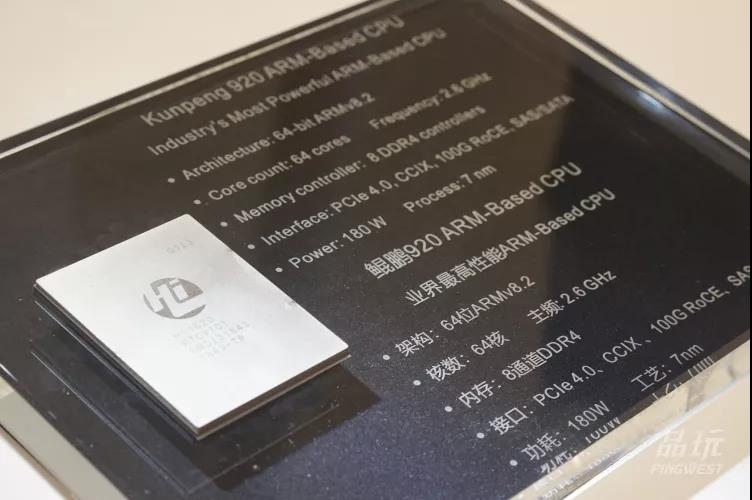 Kunpeng 920 ARM-Based CPU
Industry's Most Powerful ARM-Based CPU
• Architecture: 64-bit ARMv8.2
• Core count: 64 cores Frequency: 2.6 GHz
• Memory controller: 8 DDR4 controllers
• Interface: PCIe 4.0, CCIX, 100G RoCE, SAS/SATA
• Power: 180 W Process: 7 nm
鲲鹏920 ARM-Based CPU
业界最高性能ARM-Based CPU
• 架构: 64位ARMv8.2
• 核数: 64核 主频: 2.6 GHz
• 内存: 8通道DDR4
• 接口: PCIe 4.0、CCIX、100G RoCE、SAS/
• 功耗: 180W 工艺: 7nm
Hi
品玩
PINGWEST